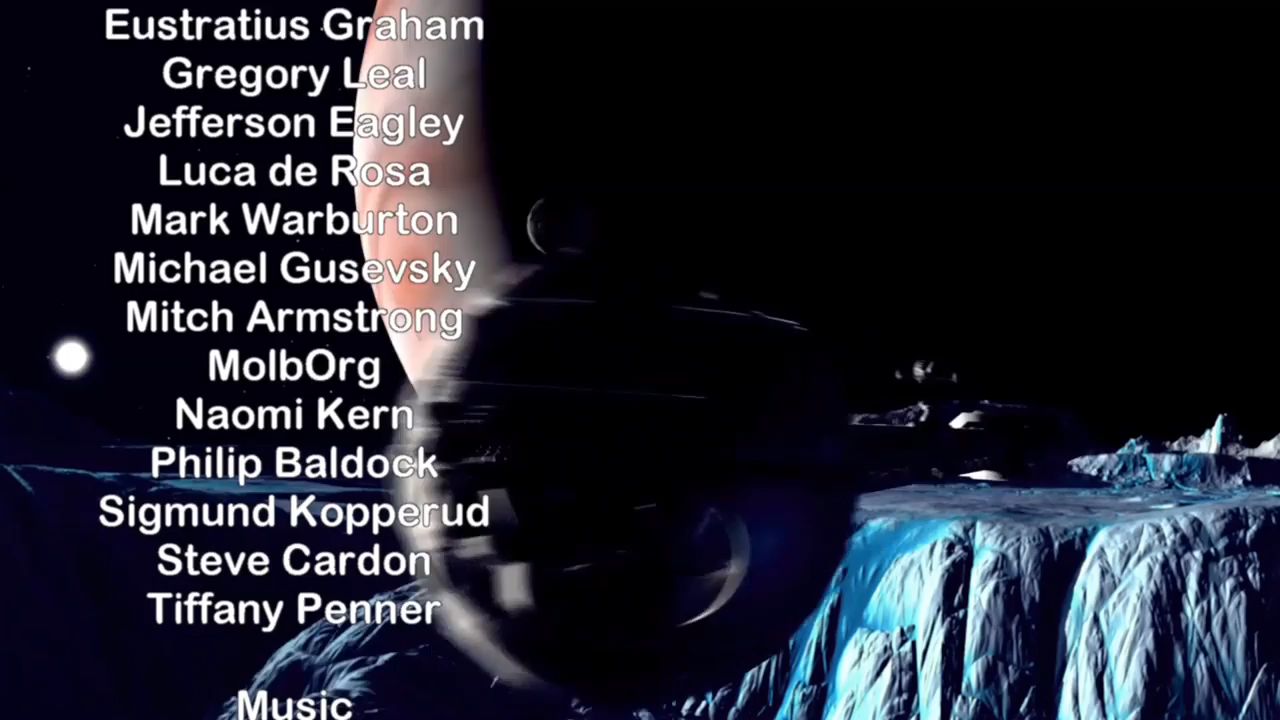 Eustratius Graham
Gregory Leal
Jefferson Eagley
Luca de Rosa
Mark Warburton
Michael Gusevsky
Mitch Armstrong
MolbOrg
Naomi Kern
Philip Baldock
Sigmund Kopperud
Steve Cardon
Tiffany Penner
Music